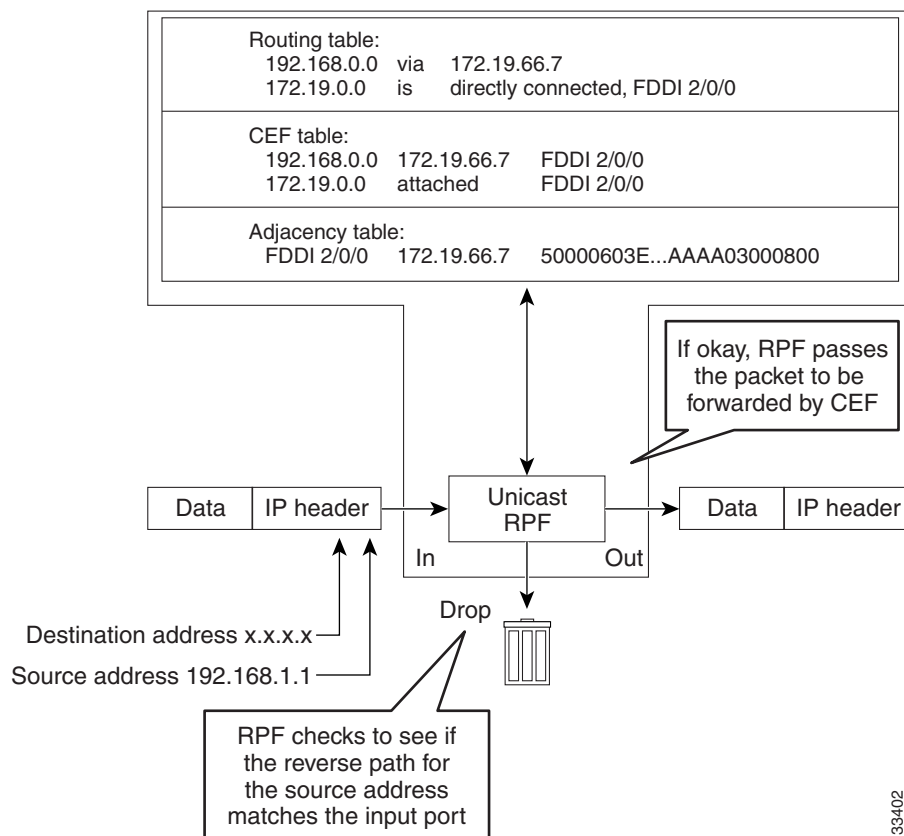 Routing table:
192.168.0.0 via 172.19.66.7
172.19.0.0 is directly connected, FDDI 2/0/0
CEF table:
192.168.0.0 172.19.66.7 FDDI 2/0/0
172.19.0.0 attached FDDI 2/0/0
Adjacency table:
FDDI 2/0/0 172.19.66.7 50000603E...AAAA03000800
If okay, RPF passes
the packet to be
forwarded by CEF
Data
IP header
Unicast
RPF
Data
IP header
In
Out
Drop
Destination address x.x.x.x
Source address 192.168.1.1
RPF checks to see if
the reverse path for
the source address
matches the input port
33402